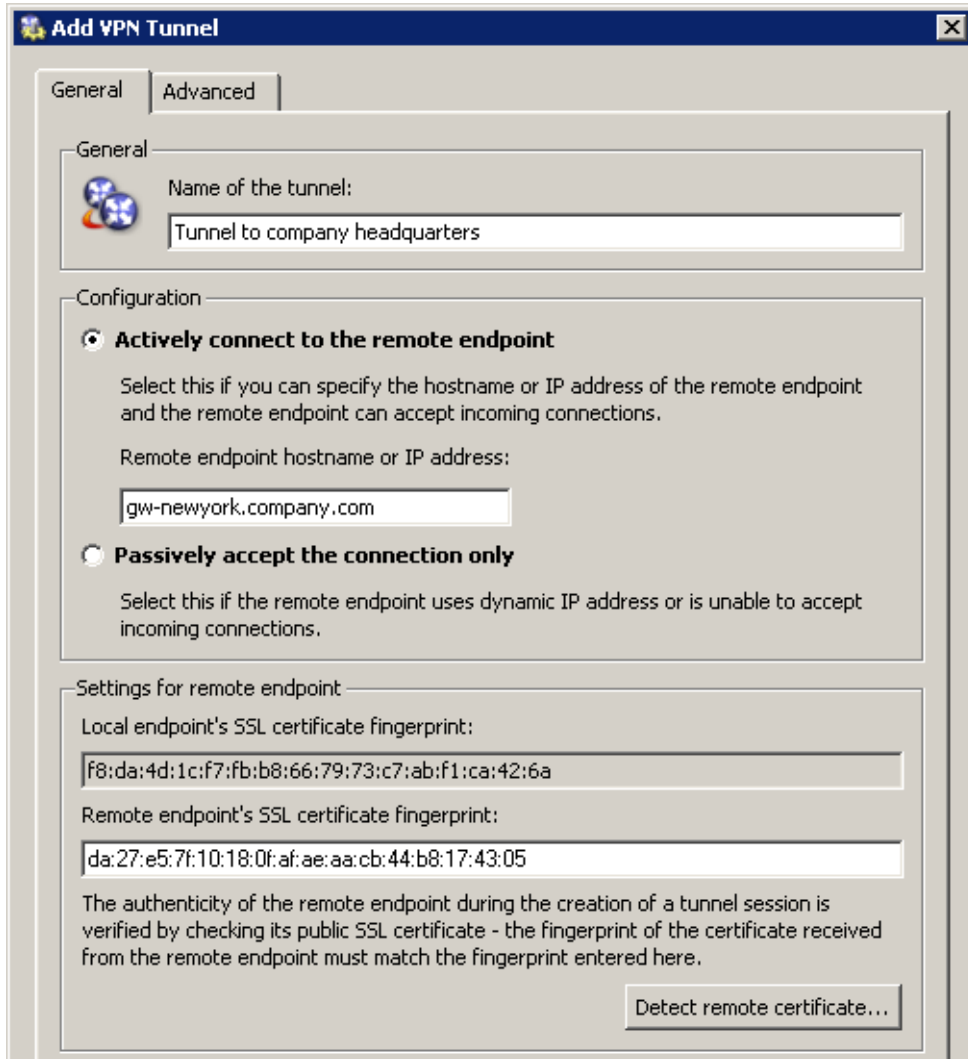 Add VPN Tunnel
General
Advanced
General
Name of the tunnel:
Tunnel to company headquarters
Configuration
Actively connect to the remote endpoint
Select this if you can specify the hostname or IP address of the remote endpoint
and the remote endpoint can accept incoming connections.
Remote endpoint hostname or IP address:
gw-newyork.company.com
Passively accept the connection only
Select this if the remote endpoint uses dynamic IP address or is unable to accept
incoming connections.
Settings for remote endpoint
Local endpoint's SSL certificate fingerprint:
f8:da:4d:1c:f7:fb:b8:66:79:73:c7:ab:f1:ca:42:6a
Remote endpoint's SSL certificate fingerprint:
da:27:e5:7f:10:18:0f:af:ae:aa:cb:44:b8:17:43:05
The authenticity of the remote endpoint during the creation of a tunnel session is
verified by checking its public SSL certificate - the fingerprint of the certificate received
from the remote endpoint must match the fingerprint entered here.
Detect remote certificate...